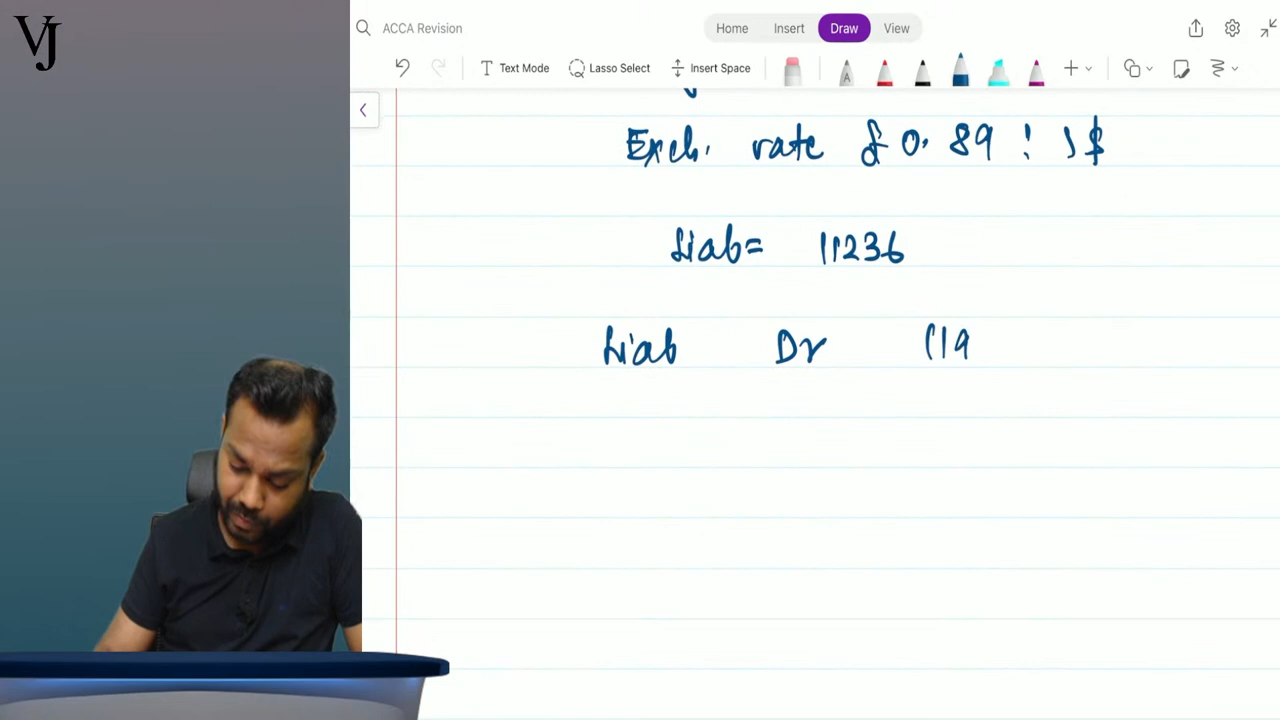 VJ
ACCA Revision
Home Insert Draw View
Text Mode Lasso Select Insert Space A
Exch. rate £ 0.89 : 1$
Liab= 11236
Liab Dr 119